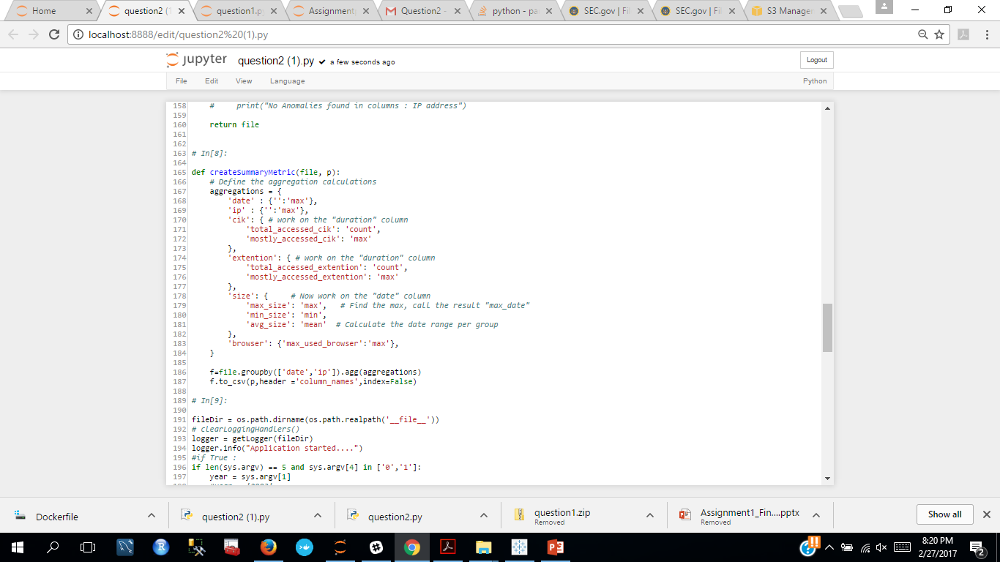 Home
question2 (1
question1.p
Assignment
Question2 -
python - pa
SEC.gov | Fi
SEC.gov | Fi
S3 Manage
localhost:8888/edit/question2%20(1).py
jupyter question2 (1).py a few seconds ago
Logout
File Edit View Language Python
158 # print("No Anomalies found in columns : IP address")
159
160 return file
161
162
163 # In[8]:
164
165 def createSummaryMetric(file, p):
166 # Define the aggregation calculations
167 aggregations = {
168 'date' : {'':'max'},
169 'ip' : {'':'max'},
170 'cik': { # work on the "duration" column
171 'total_accessed_cik': 'count',
172 'mostly_accessed_cik': 'max'
173 },
174 'extention': { # work on the "duration" column
175 'total_accessed_extention': 'count',
176 'mostly_accessed_extention': 'max'
177 },
178 'size': { # Now work on the "date" column
179 'max_size': 'max', # Find the max, call the result "max_date"
180 'min_size': 'min',
181 'avg_size': 'mean' # Calculate the date range per group
182 },
183 'browser': {'max_used_browser':'max'},
184 }
185
186 f=file.groupby(['date','ip']).agg(aggregations)
187 f.to_csv(p,header ='column_names',index=False)
188
189 # In[9]:
190
191 fileDir = os.path.dirname(os.path.realpath('__file__'))
192 # clearLoggingHandlers()
193 logger = getLogger(fileDir)
194 logger.info("Application started....")
195 #if True :
196 if len(sys.argv) == 5 and sys.argv[4] in ['0','1']:
197 year = sys.argv[1]
Dockerfile
question2 (1).py
question2.py
question1.zip
Removed
Assignment1_Fin....pptx
Removed
Show all
8:20 PM
2/27/2017
2